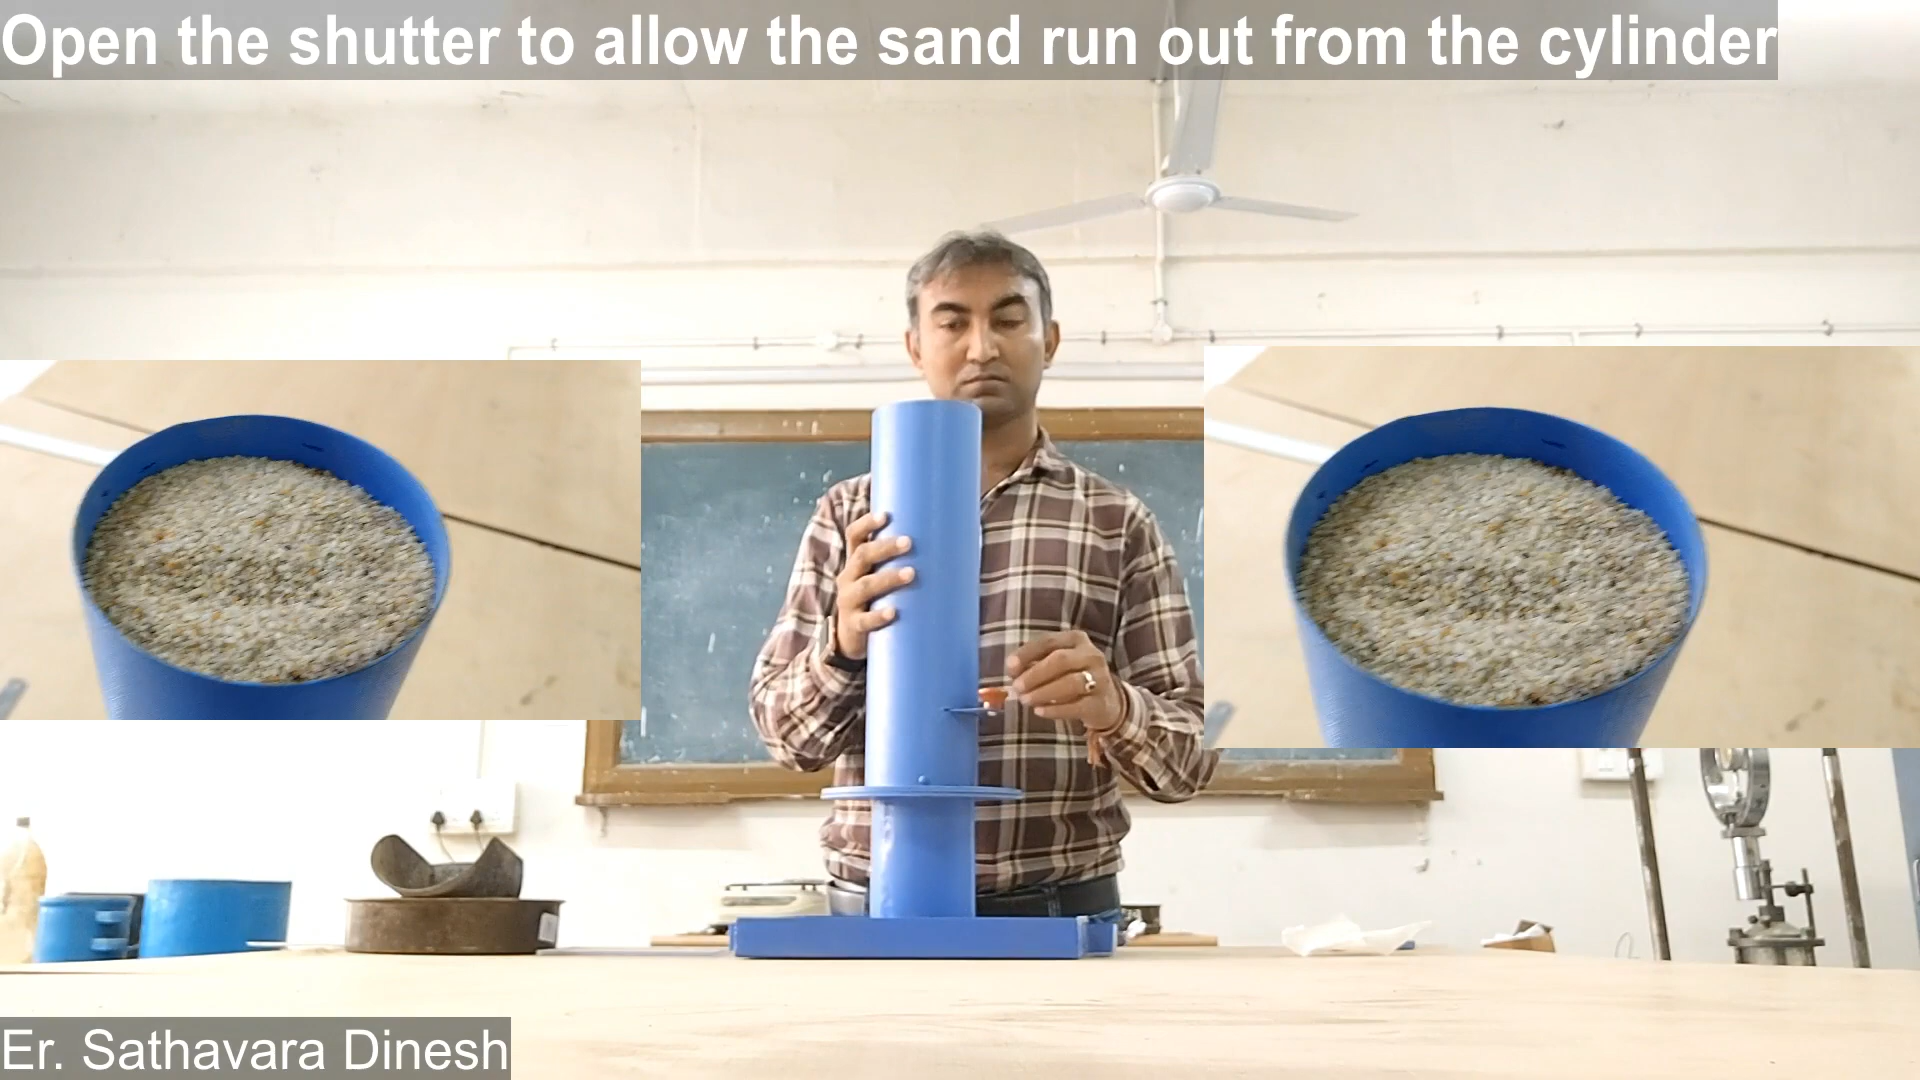 Open the shutter to allow the sand run out from the cylinder
Er. Sathavara Dinesh